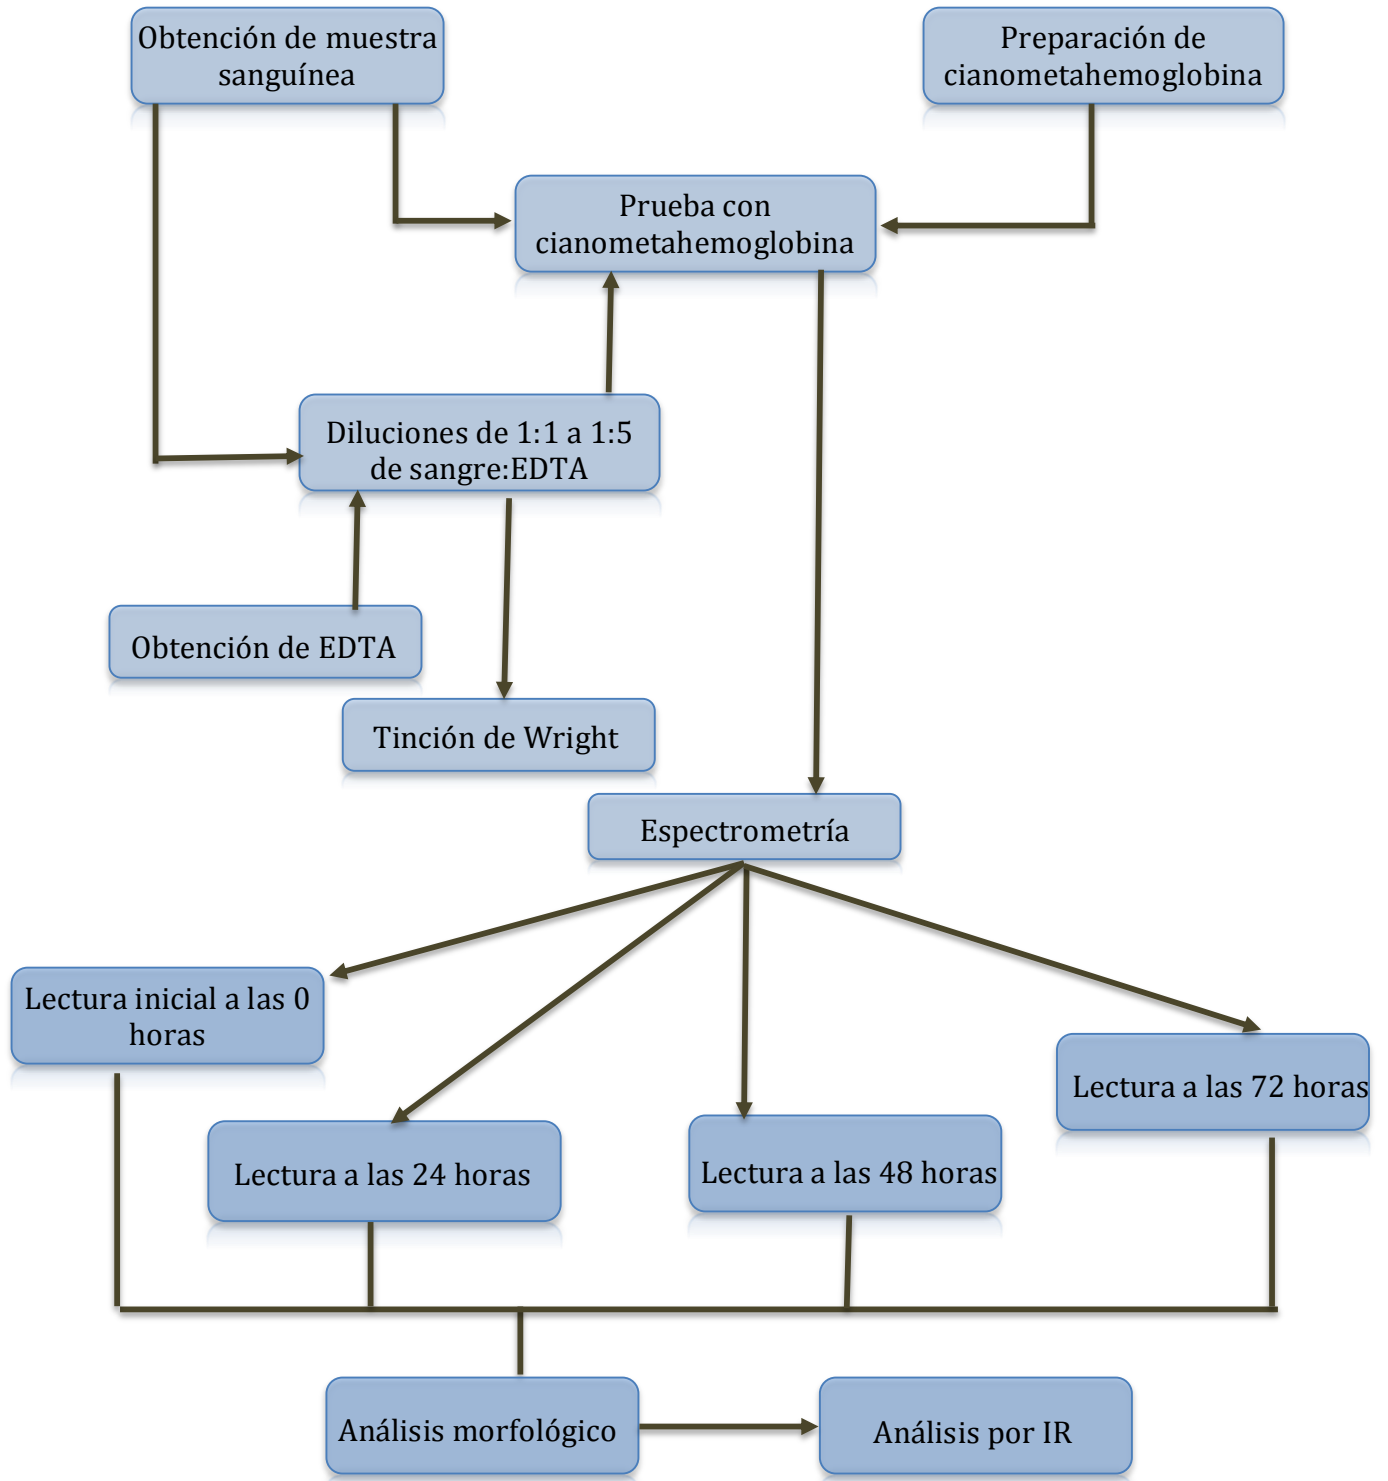 Obtención de muestra
sanguínea
Preparación de
cianometahemoglobina
Prueba con
cianometahemoglobina
Diluciones de 1:1 a 1:5
de sangre:EDTA
Obtención de EDTA
Tinción de Wright
Espectrometría
Lectura inicial a las 0
horas
Lectura a las 72 horas
Lectura a las 24 horas
Lectura a las 48 horas
Análisis morfológico
Análisis por IR